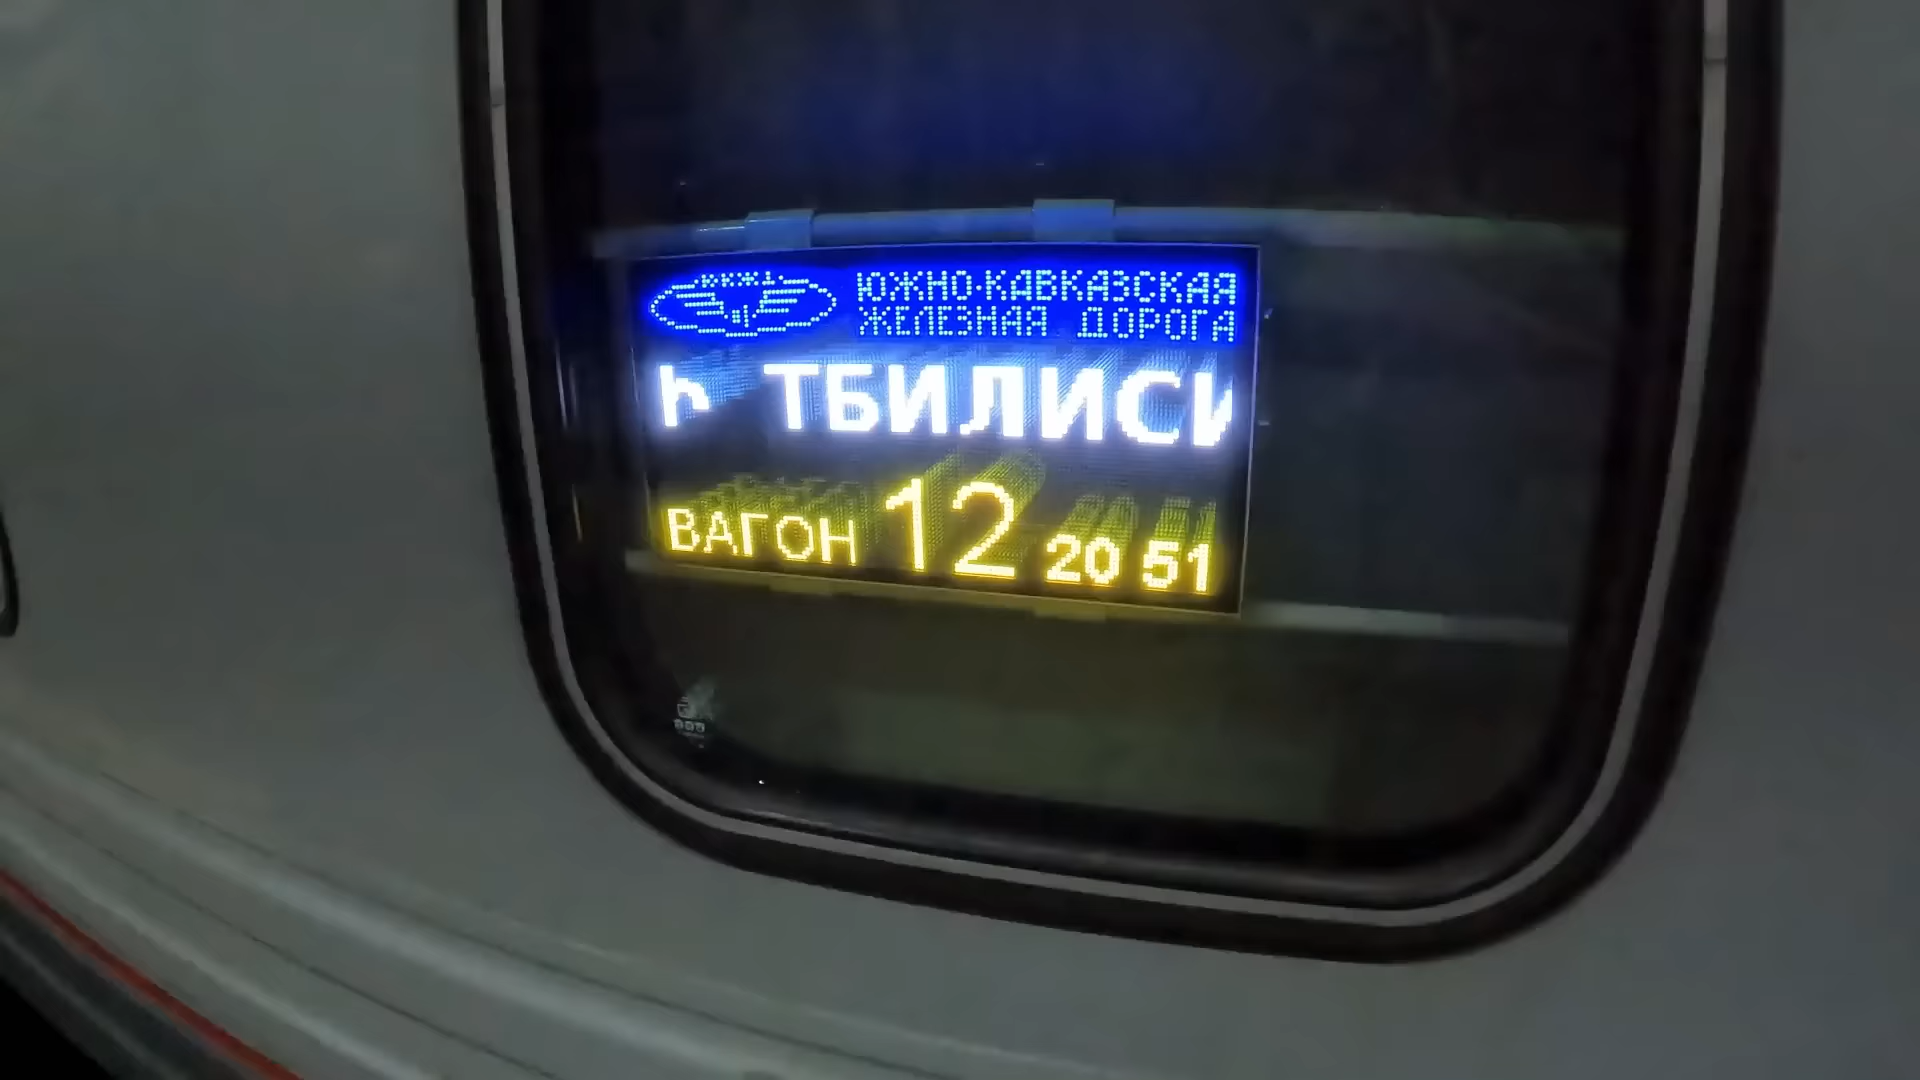 ЮЖНО-КАВКАЗСКАЯ
ЖЕЛЕЗНАЯ ДОРОГА
ТБИЛИСИ
ВАГОН 12 20 51